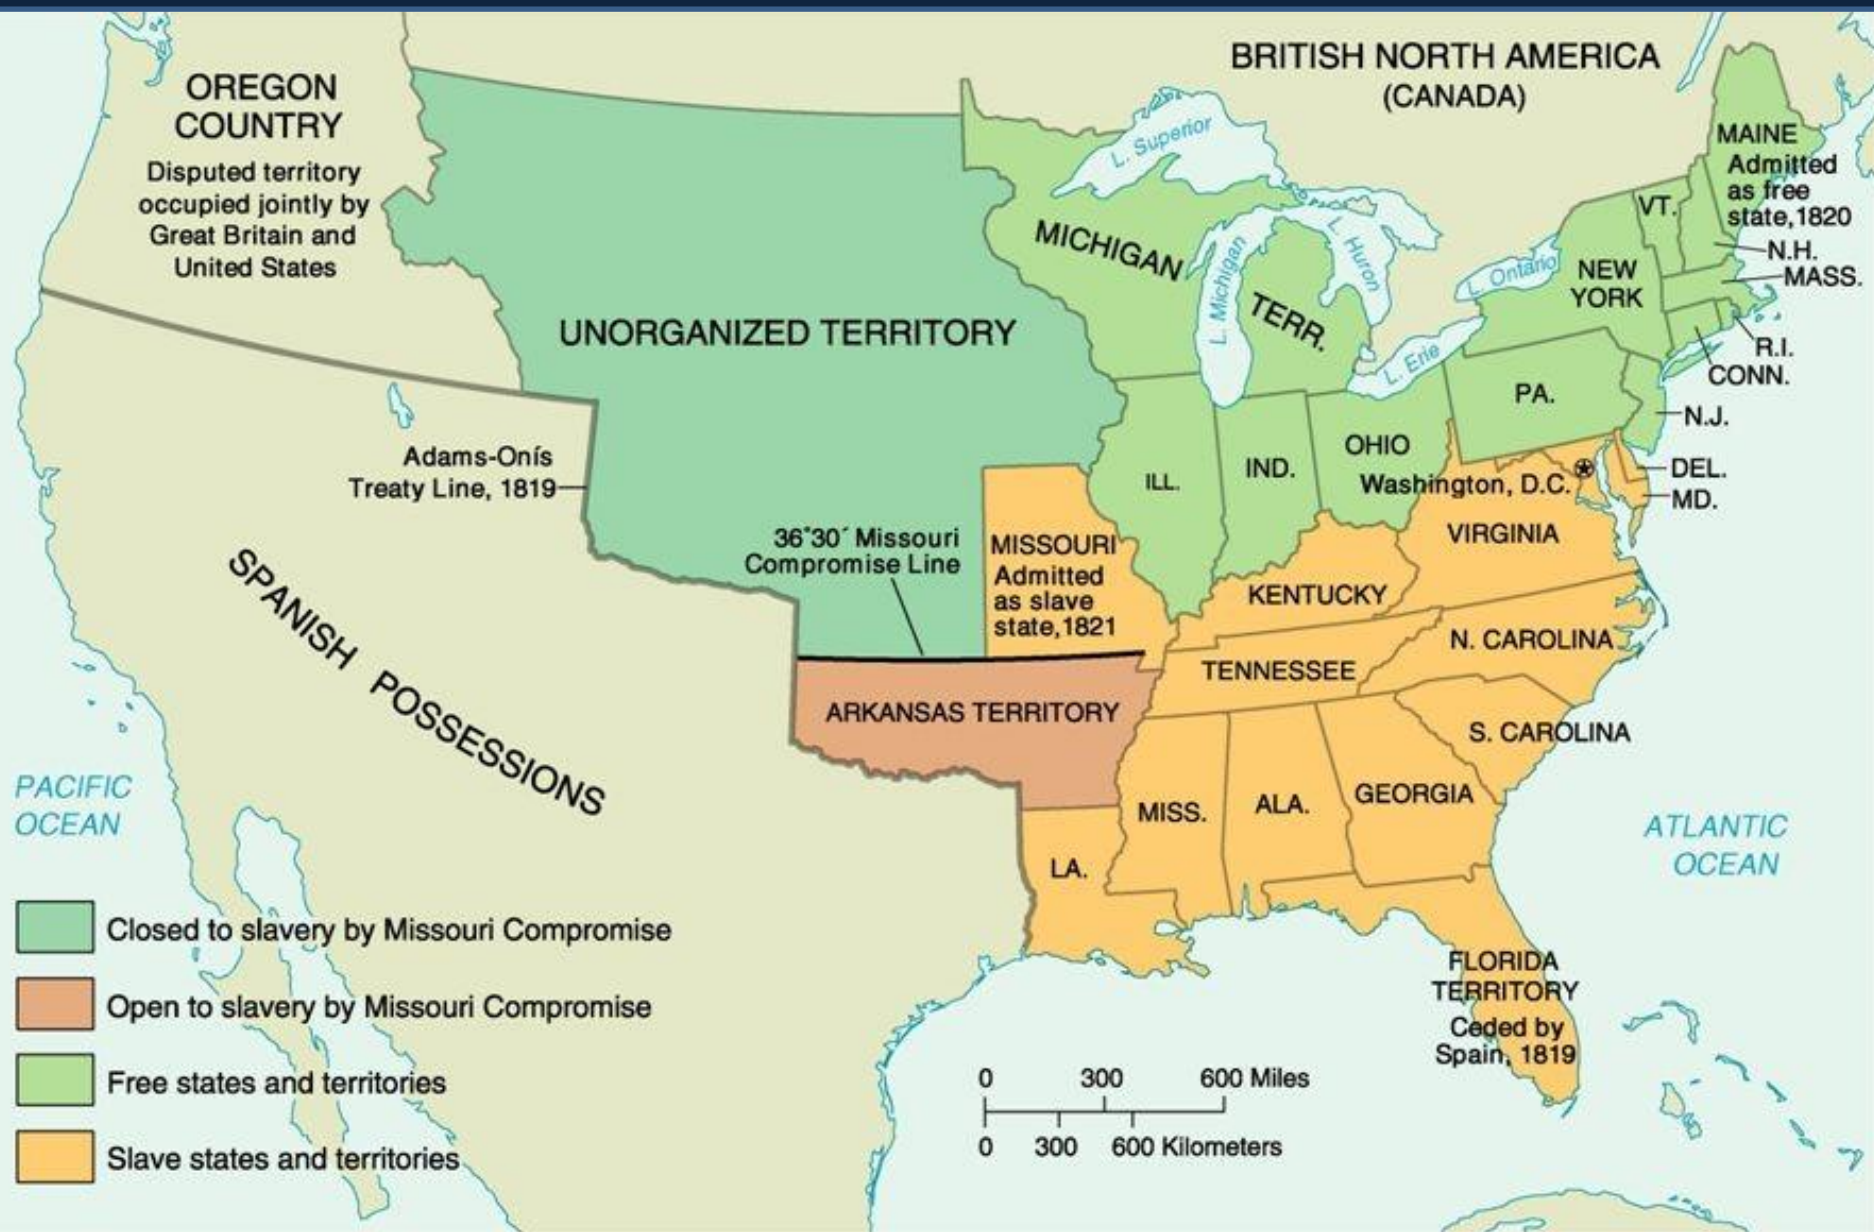 OREGON
COUNTRY
Disputed territory
occupied jointly by
Great Britain and
United States
BRITISH NORTH AMERICA
(CANADA)
L. Superior
MAINE
Admitted
as free
state,1820
VT.
N.H.
MASS.
NEW
YORK
R.I.
CONN.
MICHIGAN
TERR.
L. Michigan
L. Huron
L. Ontario
L. Erie
UNORGANIZED TERRITORY
PA.
N.J.
OHIO
IND.
ILL.
Washington, D.C.
DEL.
MD.
VIRGINIA
Adams-Onís
Treaty Line, 1819
36°30´ Missouri
Compromise Line
MISSOURI
Admitted
as slave
state,1821
KENTUCKY
N. CAROLINA
TENNESSEE
S. CAROLINA
ARKANSAS TERRITORY
SPANISH POSSESSIONS
MISS.
ALA.
GEORGIA
LA.
PACIFIC
OCEAN
ATLANTIC
OCEAN
FLORIDA
TERRITORY
Ceded by
Spain, 1819
Closed to slavery by Missouri Compromise
Open to slavery by Missouri Compromise
Free states and territories
Slave states and territories
0 300 600 Miles
0 300 600 Kilometers